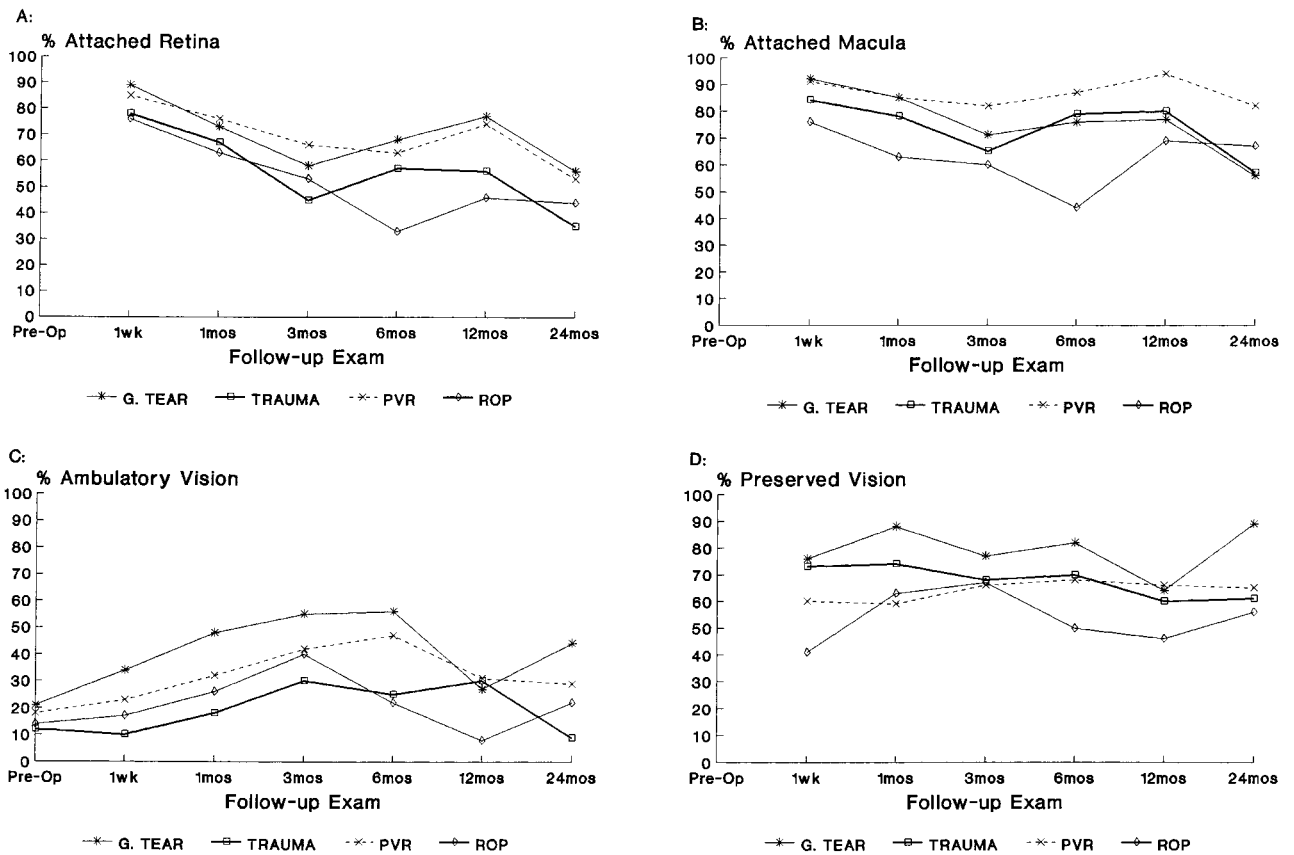 A:
% Attached Retina
100
90
80
70
60
50
40
30
20
10
0
Pre-Op 1wk 1mos 3mos 6mos 12mos 24mos
Follow-up Exam
G. TEAR TRAUMA PVR ROP
B:
% Attached Macula
100
90
80
70
60
50
40
30
20
10
0
Pre-Op 1wk 1mos 3mos 6mos 12mos 24mos
Follow-up Exam
G. TEAR TRAUMA PVR ROP
C:
% Ambulatory Vision
100
90
80
70
60
50
40
30
20
10
0
Pre-Op 1wk 1mos 3mos 6mos 12mos 24mos
Follow-up Exam
G. TEAR TRAUMA PVR ROP
D:
% Preserved Vision
100
90
80
70
60
50
40
30
20
10
0
Pre-Op 1wk 1mos 3mos 6mos 12mos 24mos
Follow-up Exam
G. TEAR TRAUMA PVR ROP